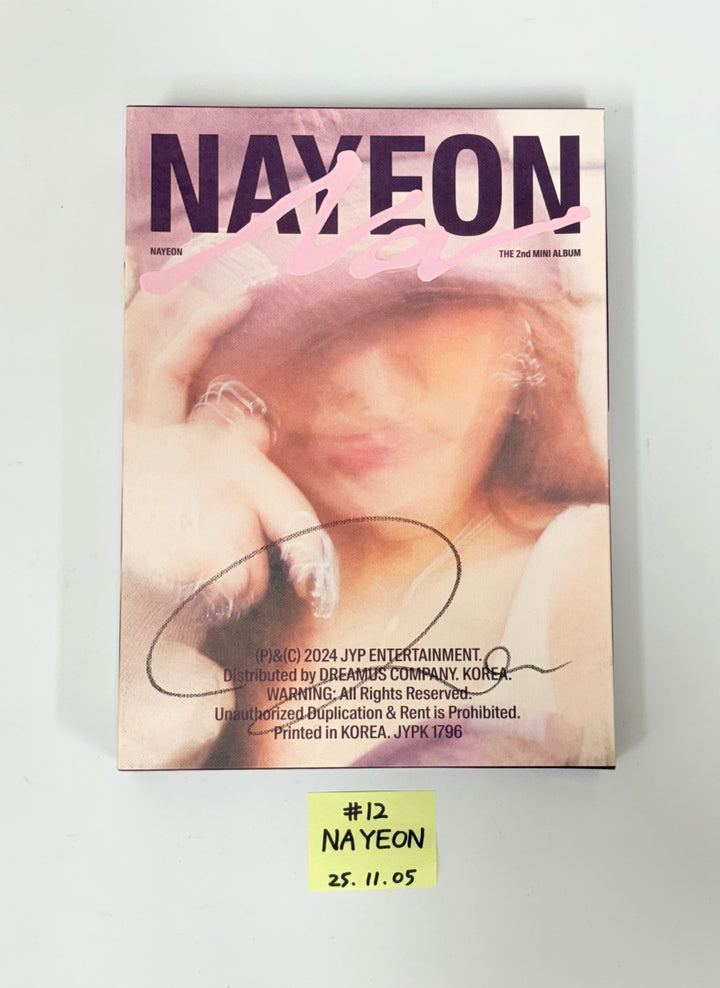 NAYEON
Na
NAYEON
THE 2nd MINI ALBUM
(P)&(C) 2024 JYP ENTERTAINMENT.
Distributed by DREAMUS COMPANY. KOREA.
WARNING: All Rights Reserved.
Unauthorized Duplication & Rent is Prohibited.
Printed in KOREA. JYPK 1796
#12
NAYEON
25. 11. 05